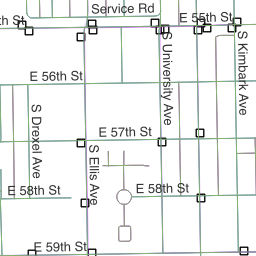 Service Rd
E 55th St
E 56th St
S University Ave
S Kimbark Ave
S Drexel Ave
E 57th St
S Ellis Ave
E 58th St
E 58th St
E 59th St